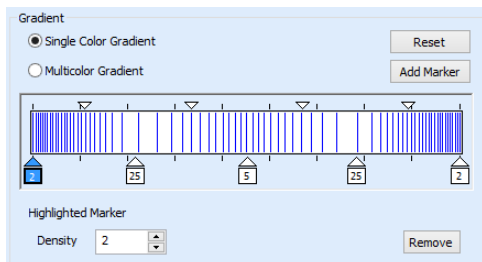 Gradient
Single Color Gradient
Reset
Multicolor Gradient
Add Marker
2 25 5 25 2
Highlighted Marker
Density 2
Remove